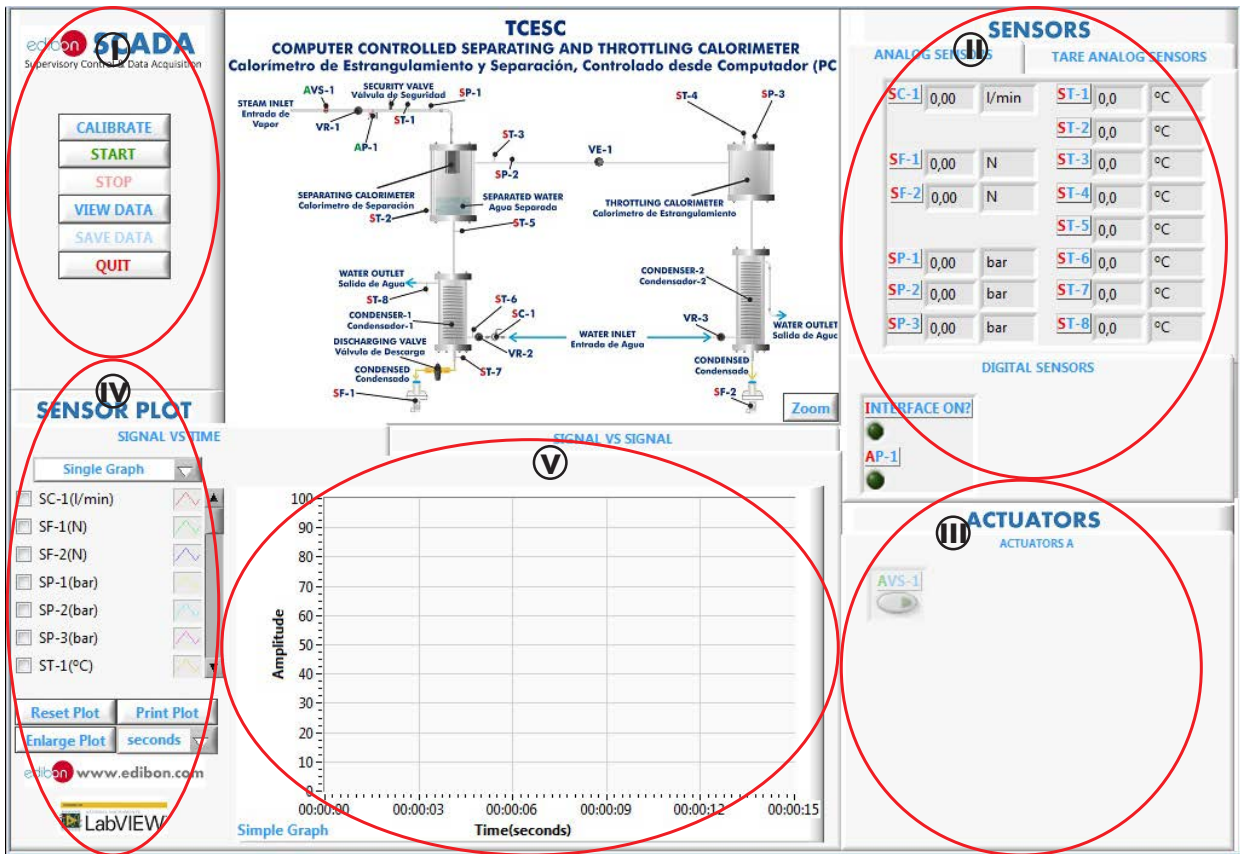 edibon SCADA
Supervisory Control & Data Acquisition
I
CALIBRATE
START
STOP
VIEW DATA
SAVE DATA
QUIT
TCESC
COMPUTER CONTROLLED SEPARATING AND THROTTLING CALORIMETER
Calorímetro de Estrangulamiento y Separación, Controlado desde Computador (PC
STEAM INLET
Entrada de
Vapor
AVS-1
SECURITY VALVE
Válvula de Seguridad
SP-1
VR-1
ST-1
AP-1
ST-3
SP-2
VE-1
ST-4
SP-3
SEPARATING CALORIMETER
Calorimetro de Separación
ST-2
SEPARATED WATER
Agua Separada
ST-5
THROTTLING CALORIMETER
Calorimetro de Estrangulamiento
WATER OUTLET
Salida de Agua
ST-8
CONDENSER-1
Condensador-1
ST-6
SC-1
DISCHARGING VALVE
Válvula de Descarga
VR-2
WATER INLET
Entrada de Agua
CONDENSED
Condensado
ST-7
SF-1
CONDENSER-2
Condensador-2
VR-3
WATER OUTLET
Salida de Aguc
CONDENSED
Condensado
SF-2
Zoom
SENSORS
II
ANALOG SENSORS
TARE ANALOG SENSORS
SC-1 0,00 l/min ST-1 0,0 ºC
ST-2 0,0 ºC
SF-1 0,00 N ST-3 0,0 ºC
SF-2 0,00 N ST-4 0,0 ºC
ST-5 0,0 ºC
SP-1 0,00 bar ST-6 0,0 ºC
SP-2 0,00 bar ST-7 0,0 ºC
SP-3 0,00 bar ST-8 0,0 ºC
DIGITAL SENSORS
INTERFACE ON?
AP-1
IV
SENSOR PLOT
SIGNAL VS TIME
SIGNAL VS SIGNAL
Single Graph
SC-1(l/min)
SF-1(N)
SF-2(N)
SP-1(bar)
SP-2(bar)
SP-3(bar)
ST-1(ºC)
Reset Plot
Print Plot
Enlarge Plot
seconds
edibon www.edibon.com
LabVIEW
V
Amplitude
100
90
80
70
60
50
40
30
20
10
0
00:00:00 00:00:03 00:00:06 00:00:09 00:00:12 00:00:15
Simple Graph
Time(seconds)
ACTUATORS
III
ACTUATORS A
AVS-1